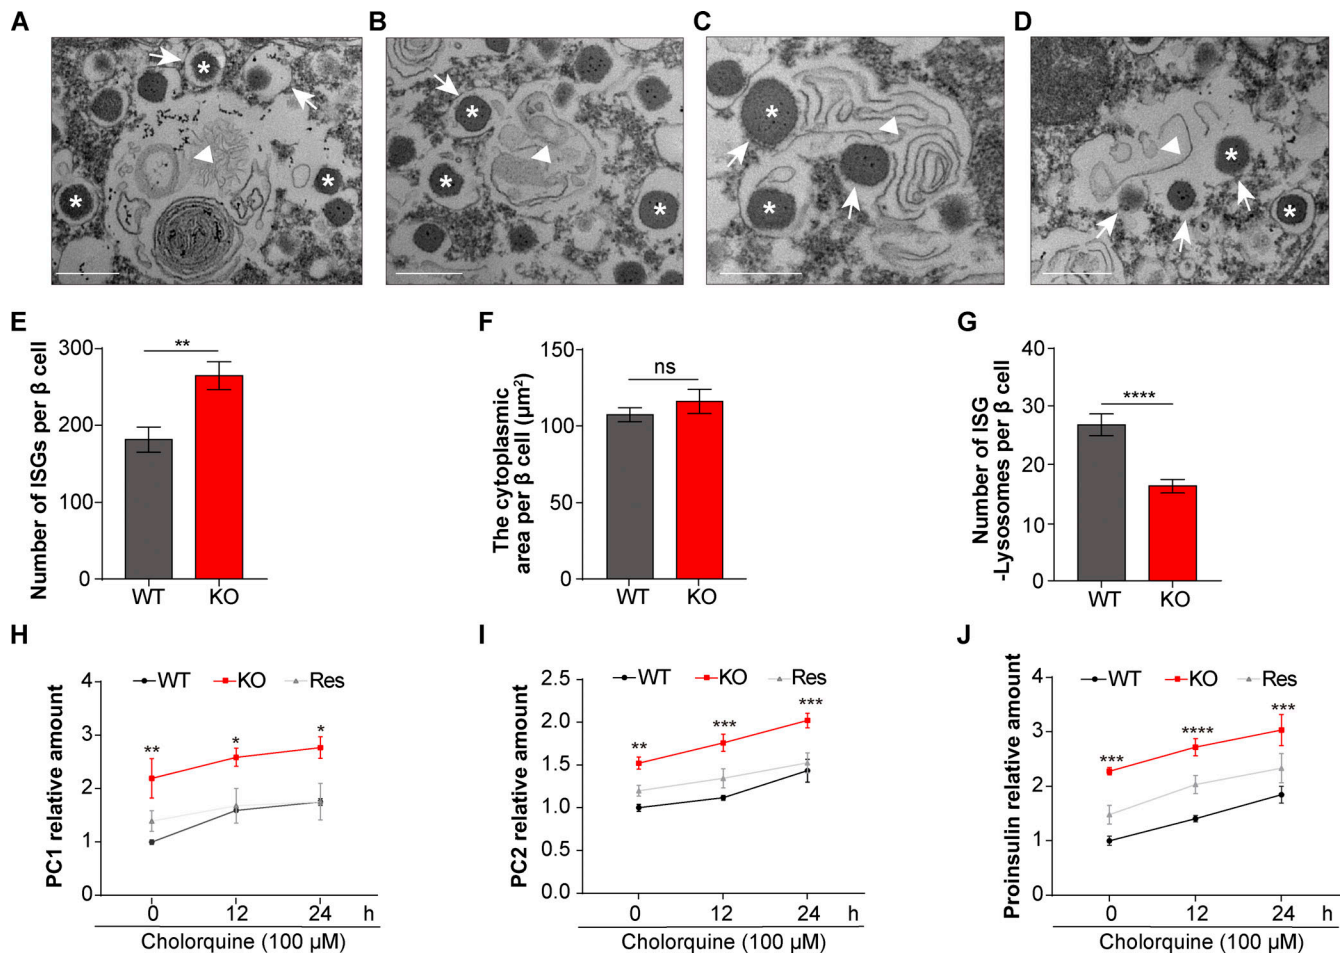 A
B
C
D
*
*
*
*
*
*
*
*
*
*
E
Number of ISGs per β cell
300
200
100
0
**
WT
KO
F
The cytoplasmic
area per β cell (µm²)
150
100
50
0
ns
WT
KO
G
Number of ISG
-Lysosomes per β cell
40
30
20
10
0
****
WT
KO
H
PC1 relative amount
4
3
2
1
0
WT KO Res
**
*
*
0 12 24 h
Cholorquine (100 µM)
I
PC2 relative amount
2.5
2.0
1.5
1.0
0.5
0.0
WT KO Res
**
***
***
0 12 24 h
Cholorquine (100 µM)
J
Proinsulin relative amount
4
3
2
1
0
WT KO Res
***
****
***
0 12 24 h
Cholorquine (100 µM)